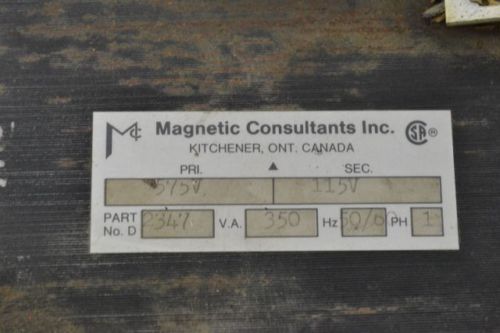 M¢ Magnetic Consultants Inc. CSA®
KITCHENER, ONT. CANADA
PRI. ▲ SEC.
575V 115V
PART No. D 2347 V.A. 350 Hz 50/60 PH 1